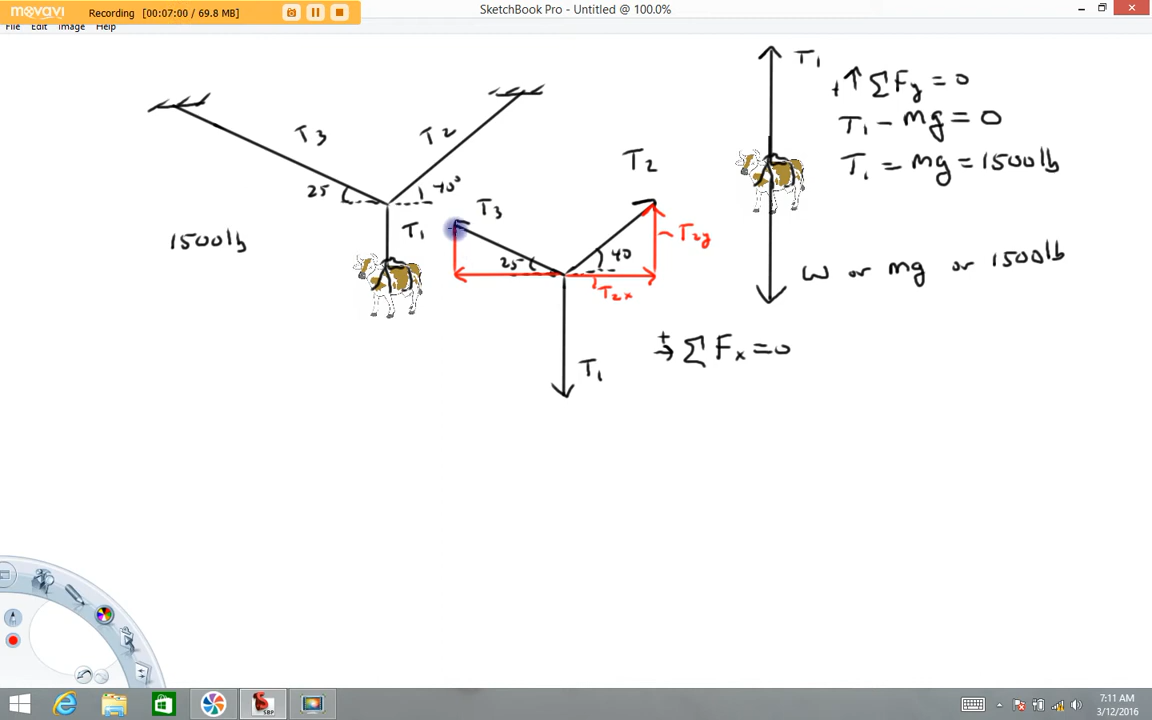 movavi
Recording [00:07:00 / 69.8 MB]
SketchBook Pro - Untitled @ 100.0%
File Edit Image Help
T3
T2
25
40°
T1
1500lb
T3
T2
25
40
T2y
T2x
T1
T1
+↑ΣFy = 0
T1 - mg = 0
T1 = mg = 1500lb
W or mg or 1500lb
+→ ΣFx = 0
SBP
7:11 AM
3/12/2016